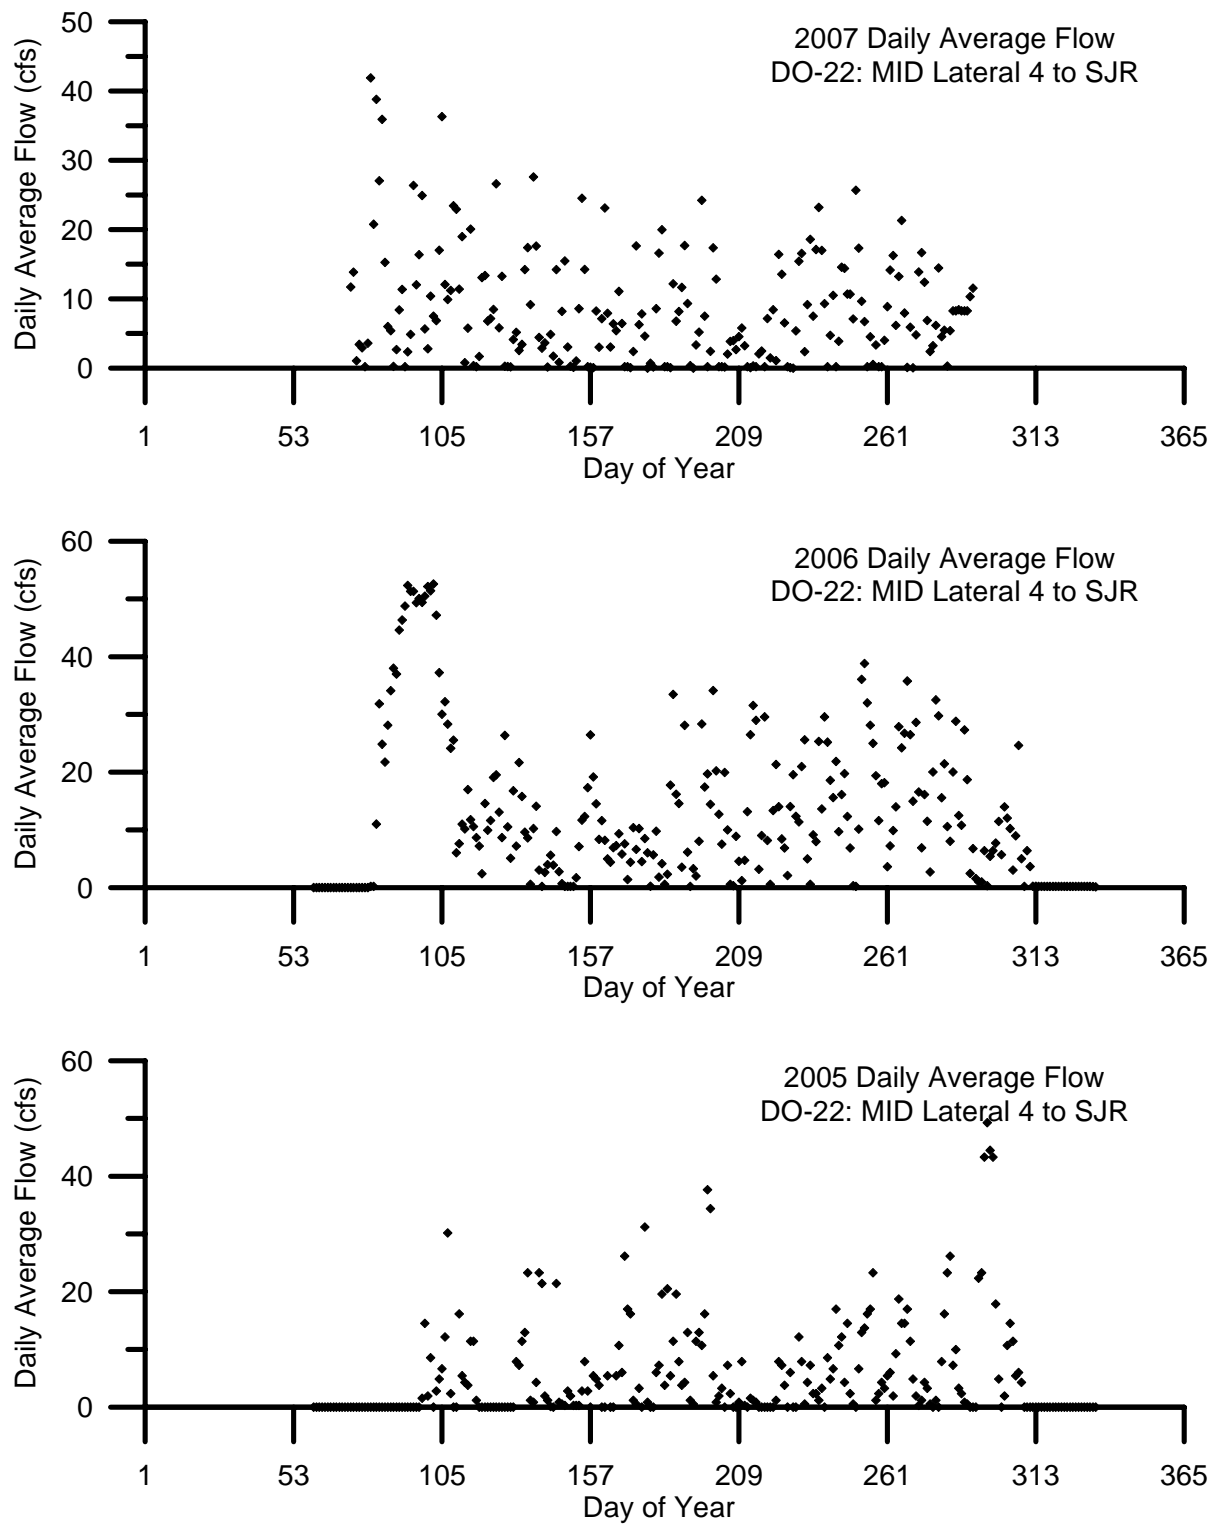 50
2007 Daily Average Flow
DO-22: MID Lateral 4 to SJR
40
30
20
10
0
Daily Average Flow (cfs)
1 53 105 157 209 261 313 365
Day of Year
60
2006 Daily Average Flow
DO-22: MID Lateral 4 to SJR
40
20
0
Daily Average Flow (cfs)
1 53 105 157 209 261 313 365
Day of Year
60
2005 Daily Average Flow
DO-22: MID Lateral 4 to SJR
40
20
0
Daily Average Flow (cfs)
1 53 105 157 209 261 313 365
Day of Year